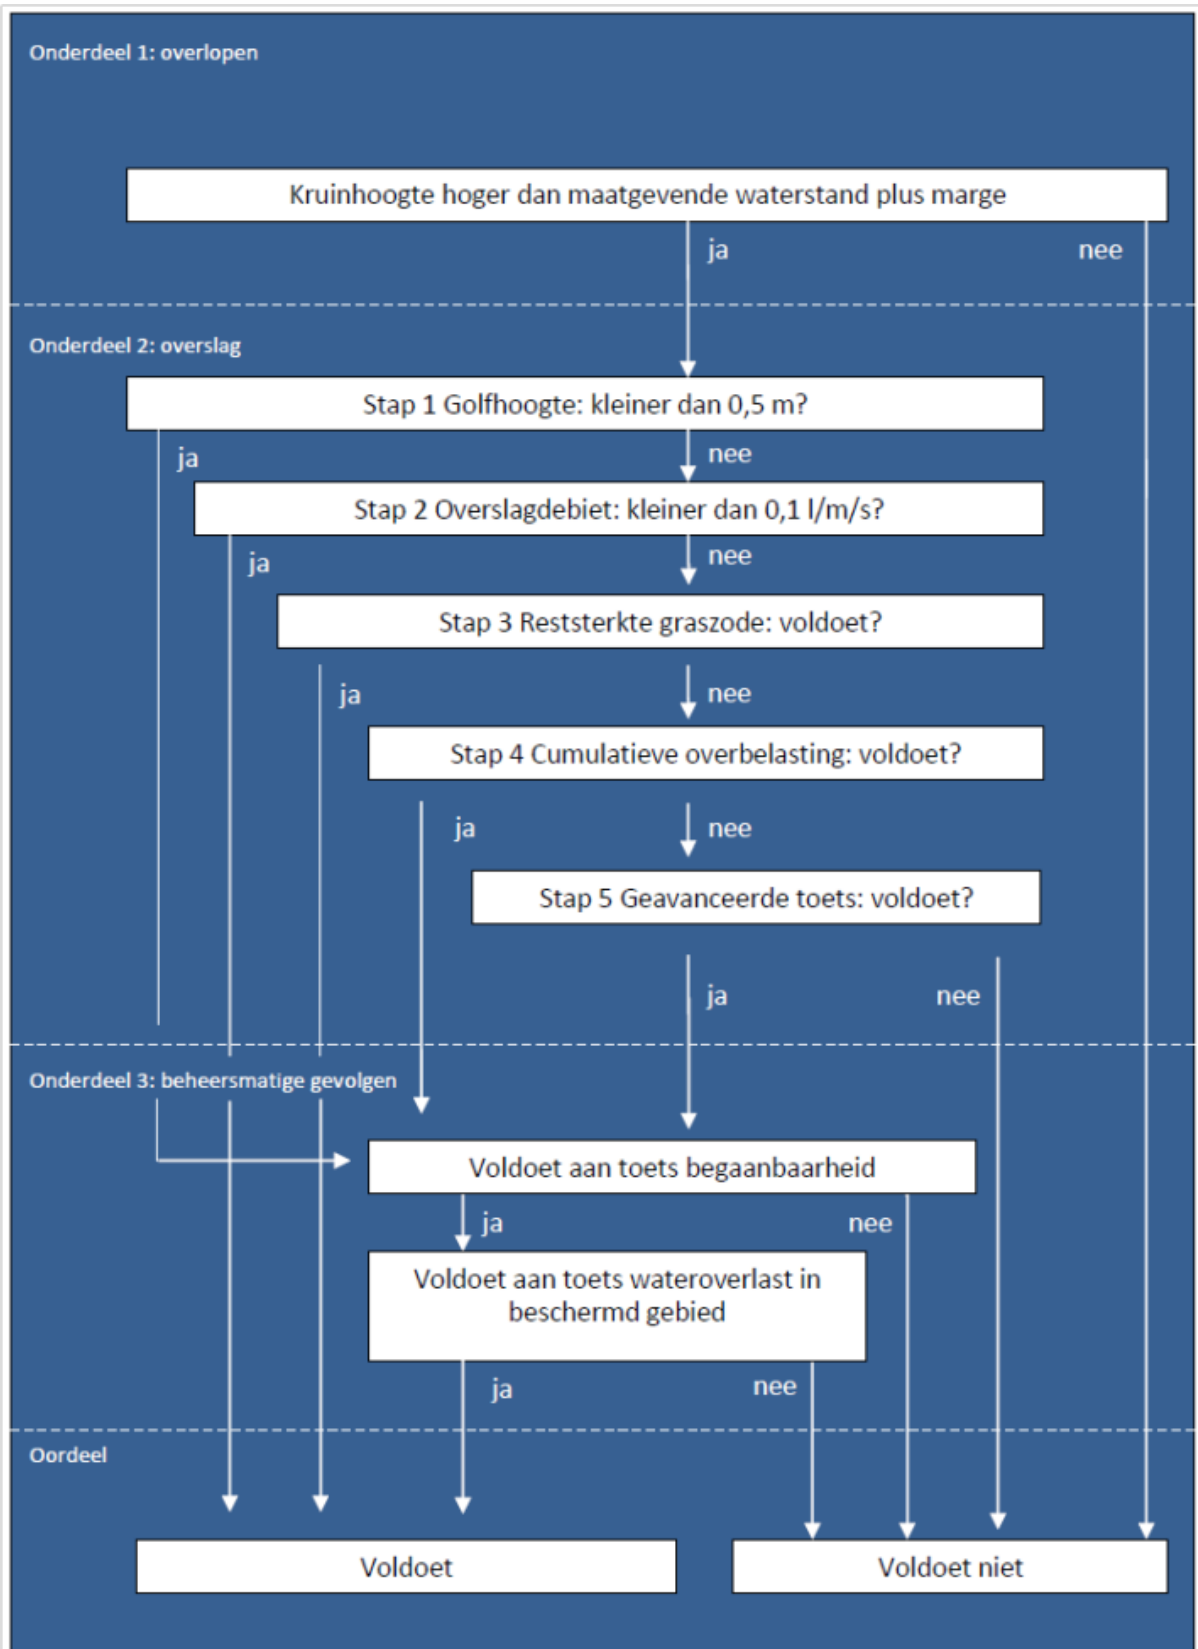 Onderdeel 1: overlopen
Kruinhoogte hoger dan maatgevende waterstand plus marge
ja
nee
Onderdeel 2: overslag
Stap 1 Golfhoogte: kleiner dan 0,5 m?
ja
nee
Stap 2 Overslagdebiet: kleiner dan 0,1 l/m/s?
ja
nee
Stap 3 Reststerkte graszode: voldoet?
ja
nee
Stap 4 Cumulatieve overbelasting: voldoet?
ja
nee
Stap 5 Geavanceerde toets: voldoet?
ja
nee
Onderdeel 3: beheersmatige gevolgen
Voldoet aan toets begaanbaarheid
ja
nee
Voldoet aan toets wateroverlast in
beschermd gebied
ja
nee
Oordeel
Voldoet
Voldoet niet